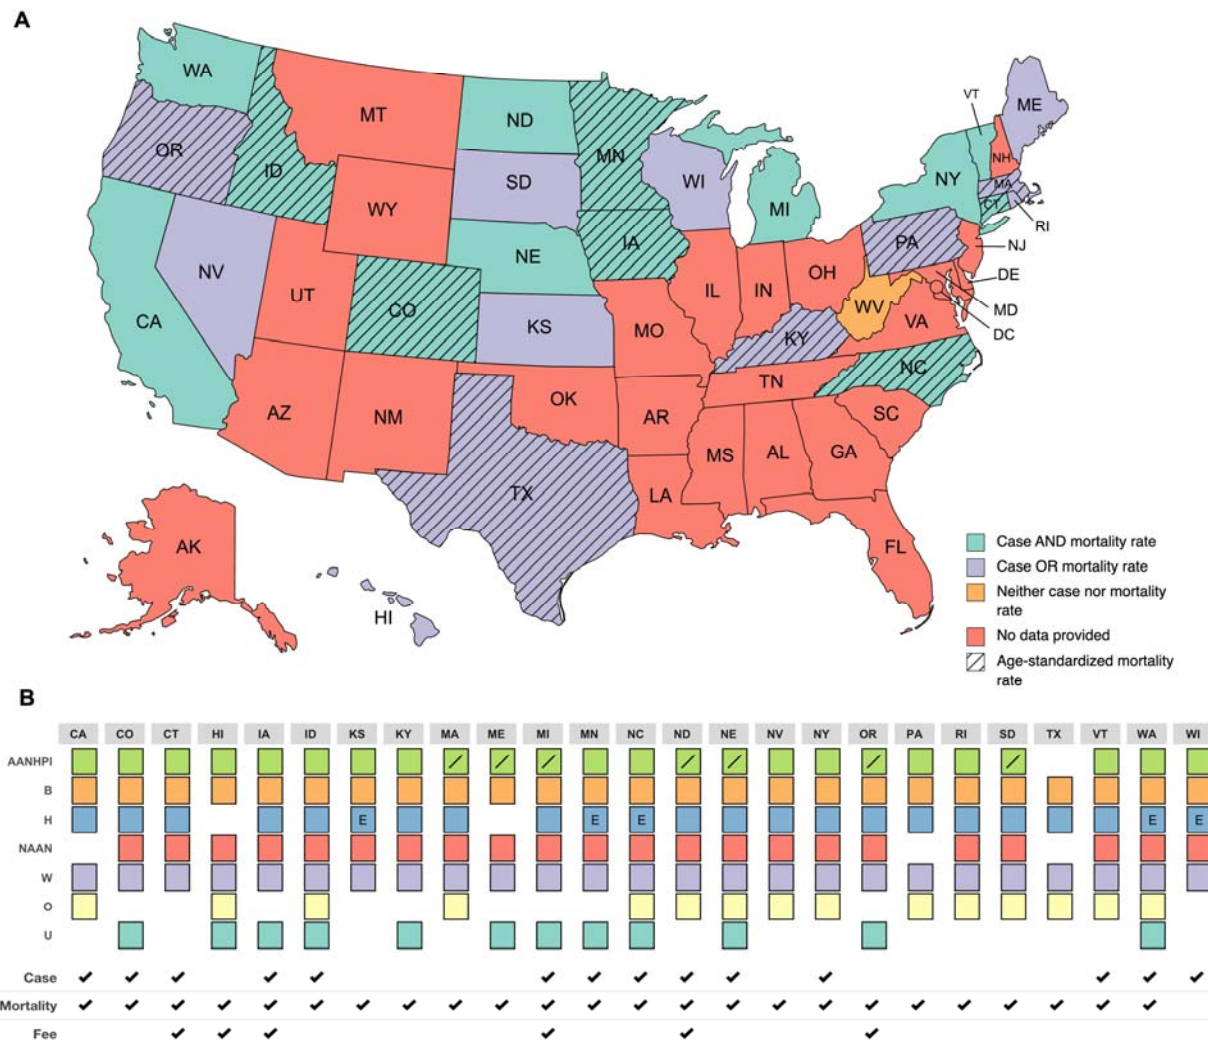 A
WA
MT
ND
MN
VT
ME
OR
ID
SD
WI
MI
NY
NH
MA
CT
RI
WY
NE
IA
PA
NJ
NV
UT
CO
KS
IL
IN
OH
WV
DE
MD
DC
CA
MO
KY
VA
AZ
NM
OK
AR
TN
NC
SC
TX
LA
MS
AL
GA
FL
AK
HI
Case AND mortality rate
Case OR mortality rate
Neither case nor mortality
rate
No data provided
Age-standardized mortality
rate
B
CA CO CT HI IA ID KS KY MA ME MI MN NC ND NE NV NY OR PA RI SD TX VT WA WI
AANHPI
B
H E E E E E
NAAN
W
O
U
Case
Mortality
Fee